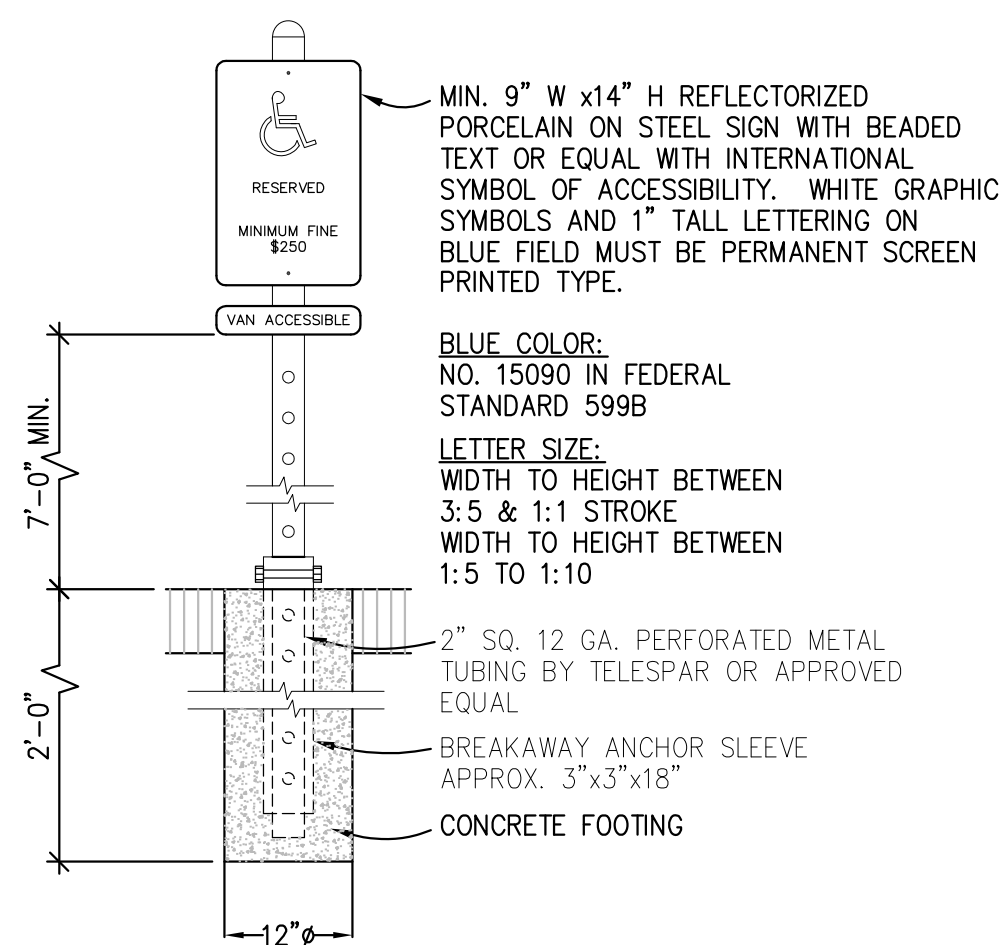 MIN. 9" W x14" H REFLECTORIZED
PORCELAIN ON STEEL SIGN WITH BEADED
TEXT OR EQUAL WITH INTERNATIONAL
SYMBOL OF ACCESSIBILITY.  WHITE GRAPHIC
SYMBOLS AND 1" TALL LETTERING ON
BLUE FIELD MUST BE PERMANENT SCREEN
PRINTED TYPE.
RESERVED
MINIMUM FINE
$250
VAN ACCESSIBLE
BLUE COLOR:
NO. 15090 IN FEDERAL
STANDARD 599B
LETTER SIZE:
WIDTH TO HEIGHT BETWEEN
3:5 & 1:1 STROKE
WIDTH TO HEIGHT BETWEEN
1:5 TO 1:10
7'-0" MIN.
2" SQ. 12 GA. PERFORATED METAL
TUBING BY TELESPAR OR APPROVED
EQUAL
2'-0"
BREAKAWAY ANCHOR SLEEVE
APPROX. 3"x3"x18"
CONCRETE FOOTING
12"ø